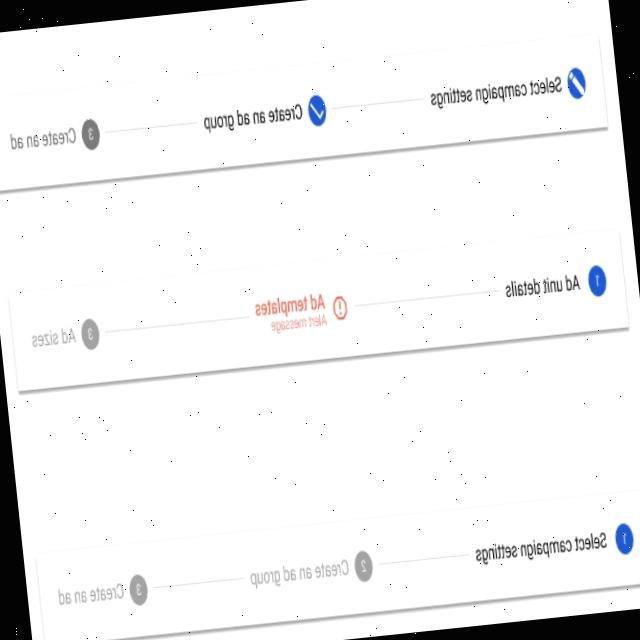 Select campaign settings
Create an ad group
3 Create an ad
1 Ad unit details
Ad templates
Alert message
3 Ad sizes
1 Select campaign settings
2 Create an ad group
3 Create an ad